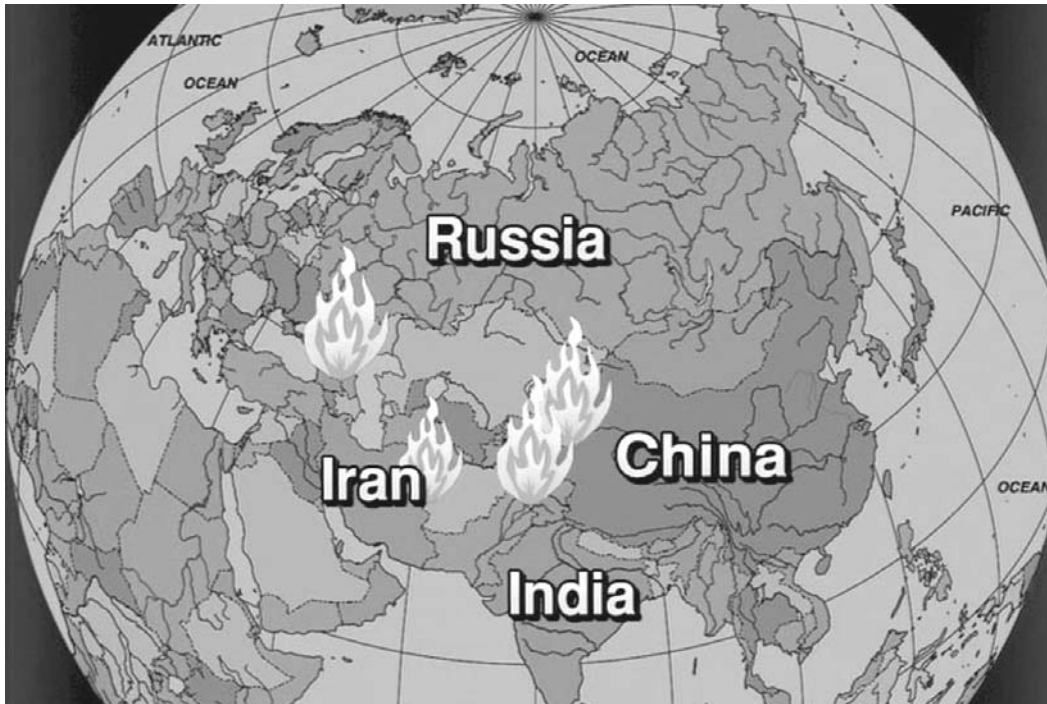 ATLANTIC
OCEAN
OCEAN
Russia
PACIFIC
Iran
China
OCEAN
India